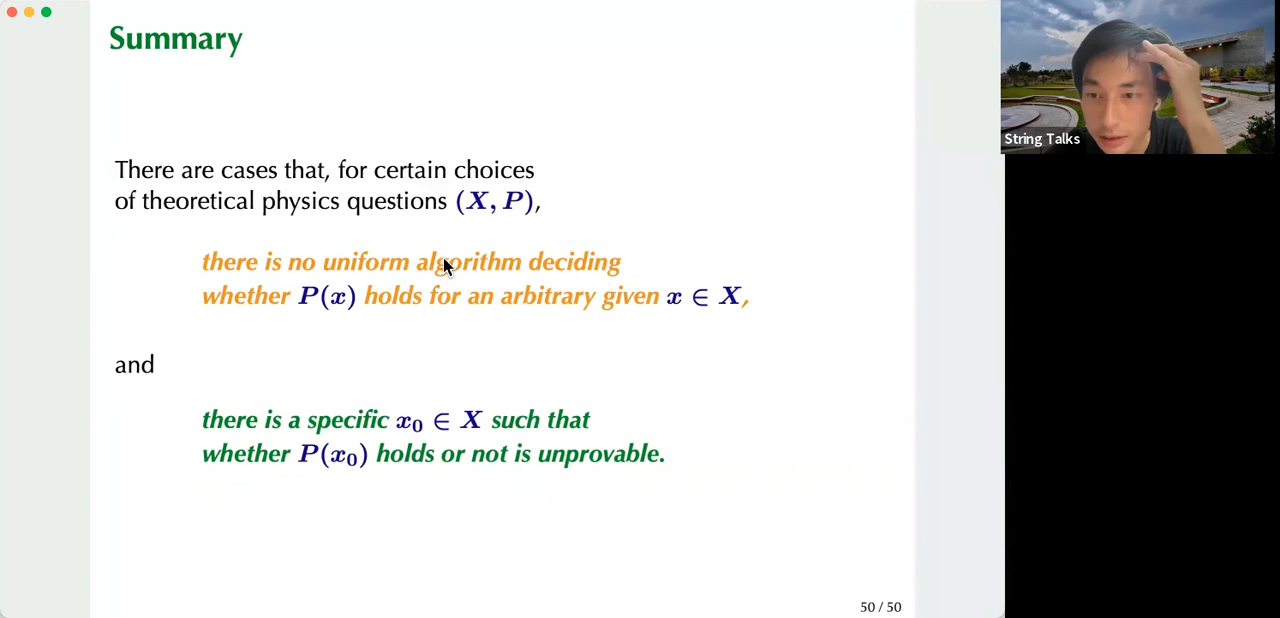 Summary
There are cases that, for certain choices
of theoretical physics questions (X, P),
there is no uniform algorithm deciding
whether P(x) holds for an arbitrary given x ∈ X,
and
there is a specific x₀ ∈ X such that
whether P(x₀) holds or not is unprovable.
50 / 50
String Talks